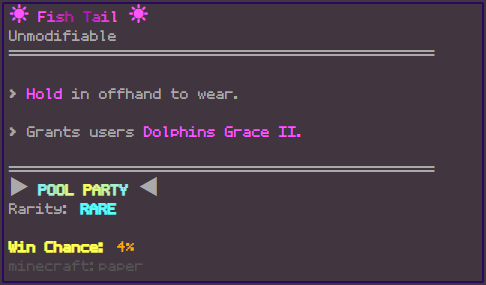 ☀ Fish Tail ☀
Unmodifiable
> Hold in offhand to wear.
> Grants users Dolphins Grace II.
▶ POOL PARTY ◀
Rarity: RARE
Win Chance: 4%
minecraft:paper